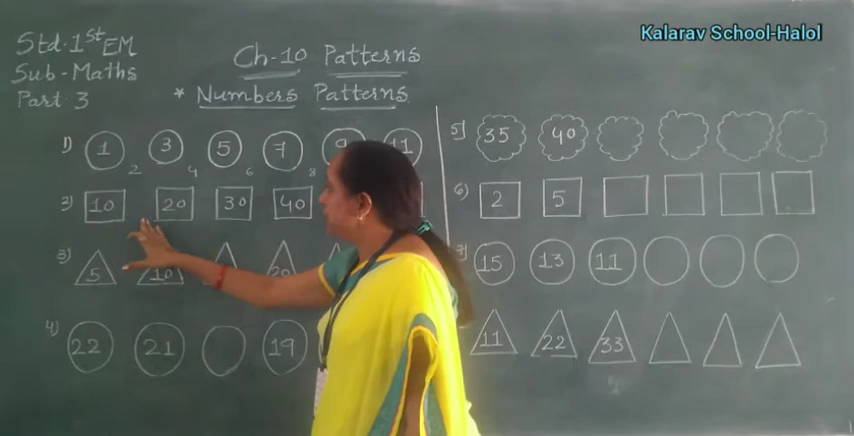 Kalarav School-Halol
Std. 1st EM
Sub - Maths
Part. 3
Ch-10 Patterns
* Numbers Patterns.
1) 1 3 5 7 9 11
2 4 6 8
2) 10 20 30 40
3) 5 10 20
4) 22 21 19
5) 35 40
6) 2 5
7) 15 13 11
11 22 33